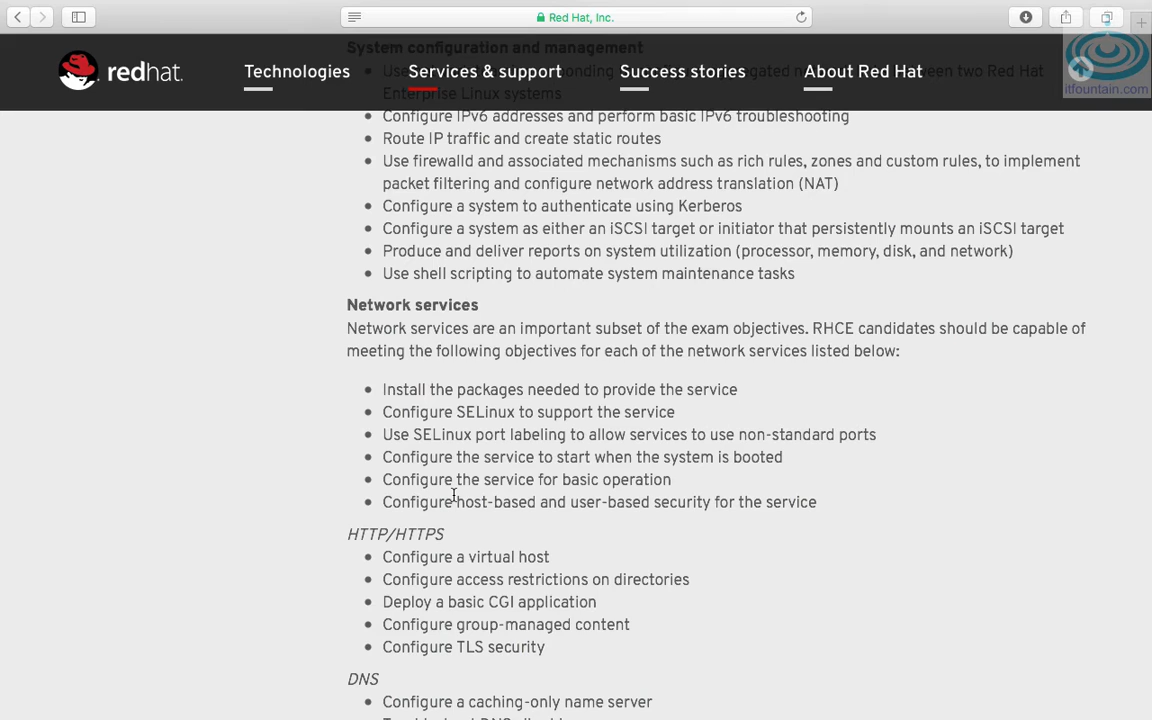 Red Hat, Inc.
System configuration and management
redhat.
Technologies
Services & support
Success stories
About Red Hat
itfountain.com
between two Red Hat
Enterprise Linux systems
Configure IPv6 addresses and perform basic IPv6 troubleshooting
Route IP traffic and create static routes
Use firewalld and associated mechanisms such as rich rules, zones and custom rules, to implement
packet filtering and configure network address translation (NAT)
Configure a system to authenticate using Kerberos
Configure a system as either an iSCSI target or initiator that persistently mounts an iSCSI target
Produce and deliver reports on system utilization (processor, memory, disk, and network)
Use shell scripting to automate system maintenance tasks
Network services
Network services are an important subset of the exam objectives. RHCE candidates should be capable of
meeting the following objectives for each of the network services listed below:
Install the packages needed to provide the service
Configure SELinux to support the service
Use SELinux port labeling to allow services to use non-standard ports
Configure the service to start when the system is booted
Configure the service for basic operation
Configure host-based and user-based security for the service
HTTP/HTTPS
Configure a virtual host
Configure access restrictions on directories
Deploy a basic CGI application
Configure group-managed content
Configure TLS security
DNS
Configure a caching-only name server